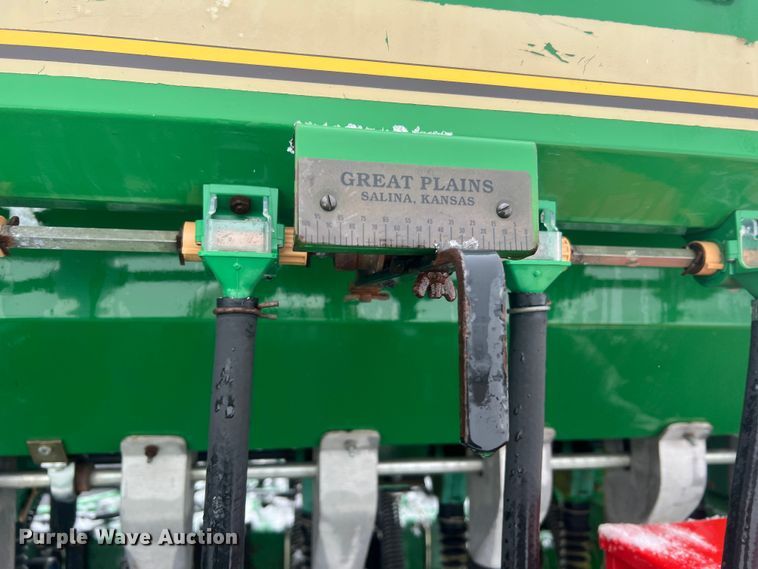 GREAT PLAINS
SALINA, KANSAS
Purple Wave Auction